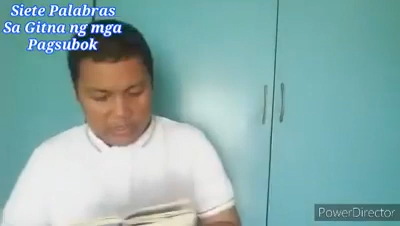 Siete Palabras
Sa Gitna ng mga
Pagsubok
PowerDirector